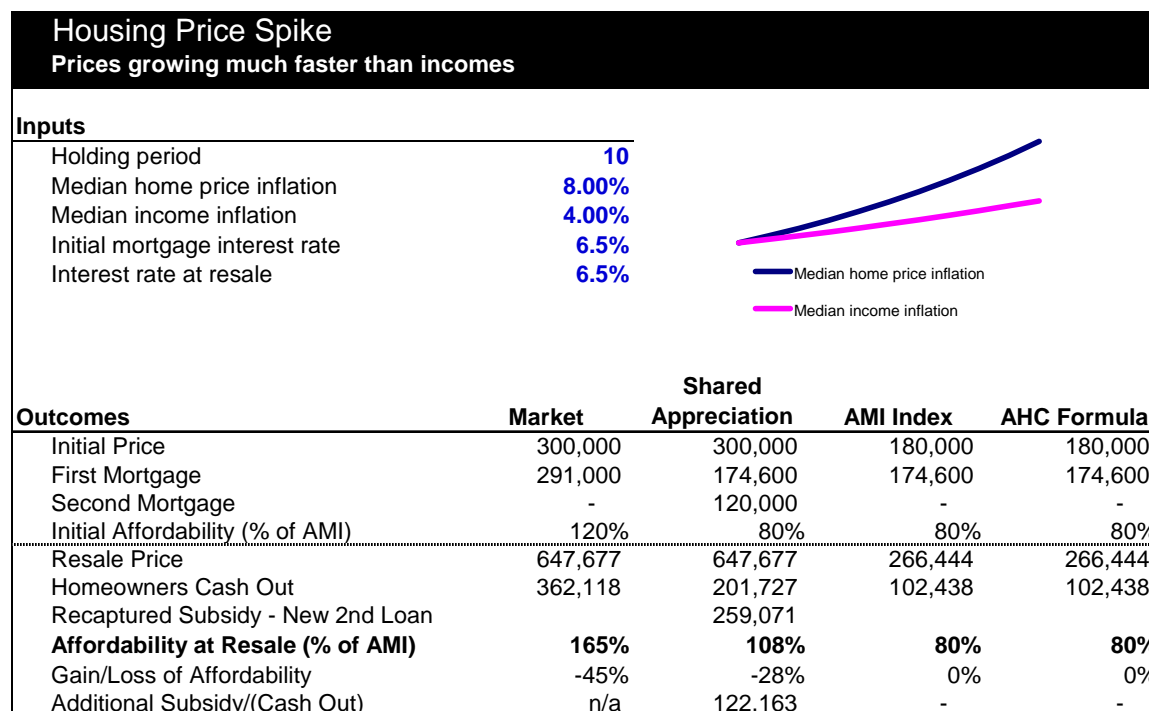 Housing Price Spike
Prices growing much faster than incomes
Inputs
Holding period 10
Median home price inflation 8.00%
Median income inflation 4.00%
Initial mortgage interest rate 6.5%
Interest rate at resale 6.5%
Median home price inflation
Median income inflation
Shared
Outcomes Market Appreciation AMI Index AHC Formula
Initial Price 300,000 300,000 180,000 180,000
First Mortgage 291,000 174,600 174,600 174,600
Second Mortgage - 120,000 - -
Initial Affordability (% of AMI) 120% 80% 80% 80%
Resale Price 647,677 647,677 266,444 266,444
Homeowners Cash Out 362,118 201,727 102,438 102,438
Recaptured Subsidy - New 2nd Loan 259,071
Affordability at Resale (% of AMI) 165% 108% 80% 80%
Gain/Loss of Affordability -45% -28% 0% 0%
Additional Subsidy/(Cash Out) n/a 122,163 - -